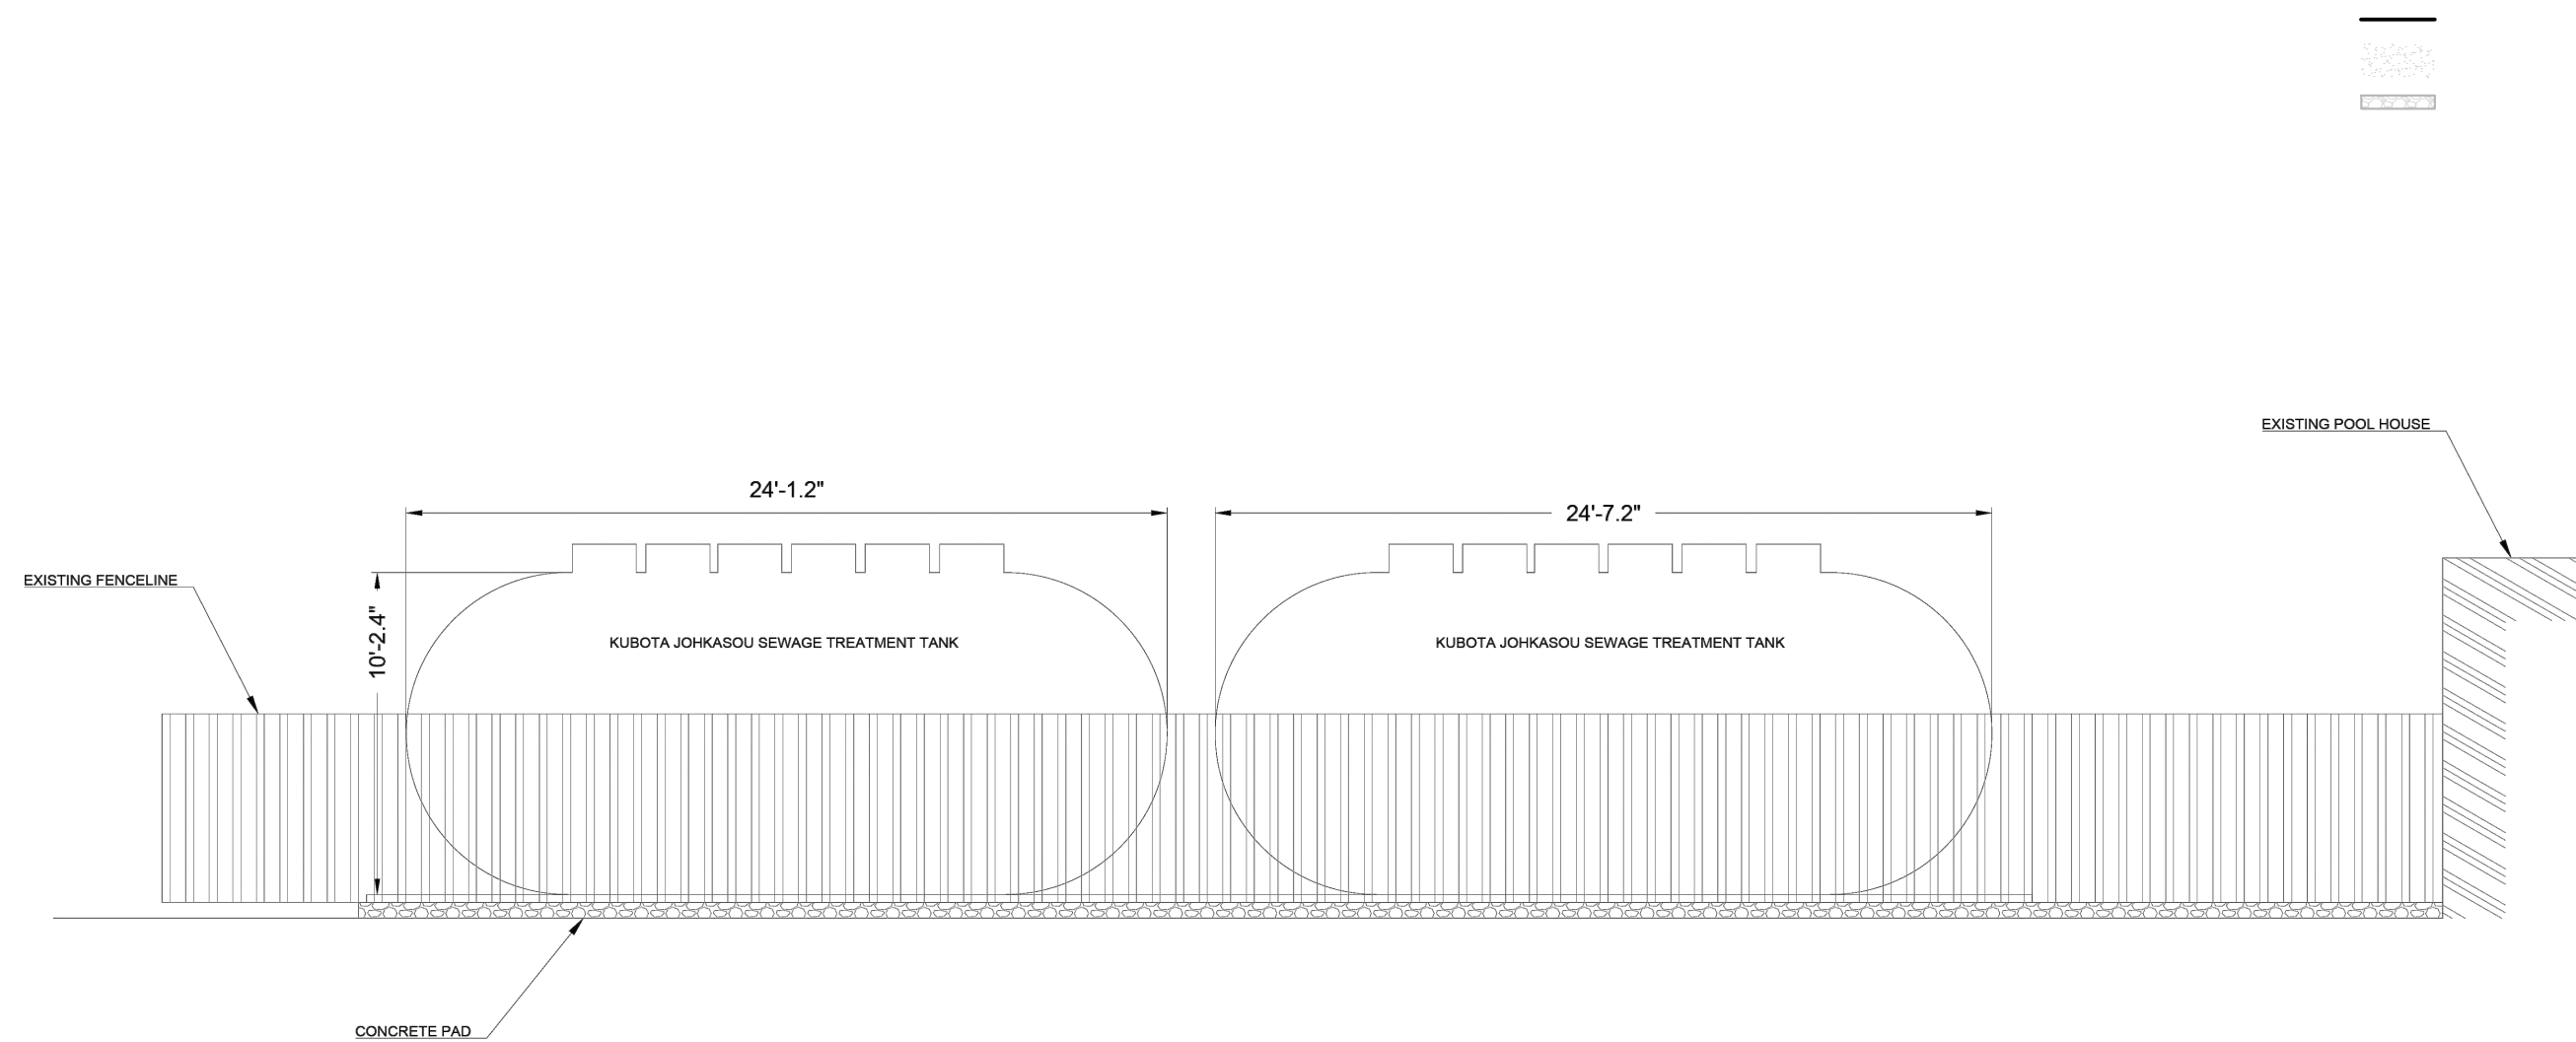 EXISTING POOL HOUSE
24'-1.2"
24'-7.2"
EXISTING FENCELINE
10'-2.4"
KUBOTA JOHKASOU SEWAGE TREATMENT TANK
KUBOTA JOHKASOU SEWAGE TREATMENT TANK
CONCRETE PAD